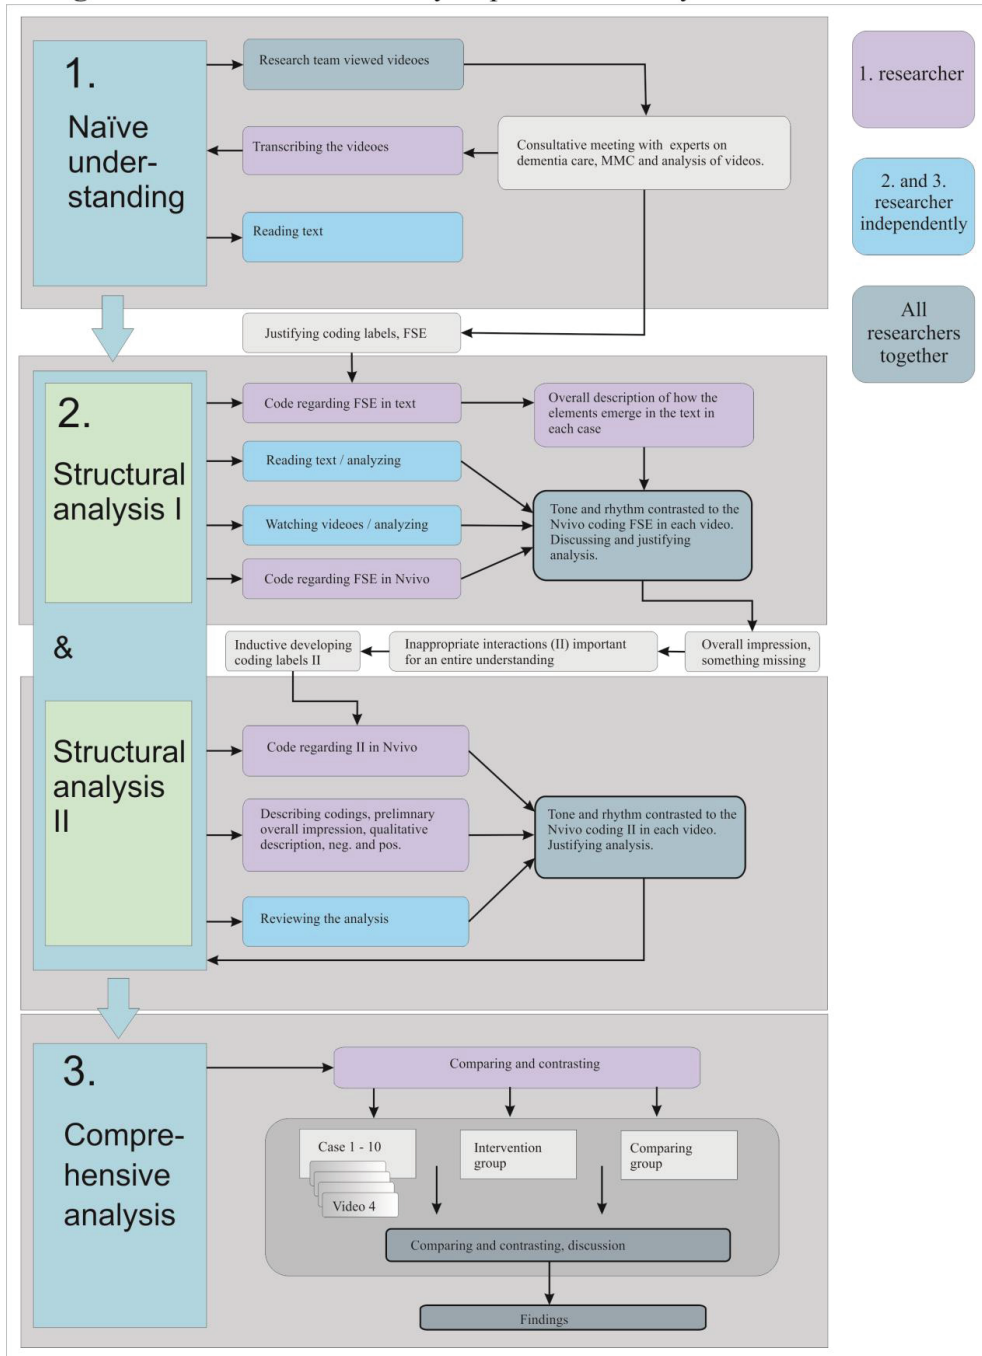 1.
Naïve
under-
standing
Research team viewed videoes
Transcribing the videoes
Reading text
Consultative meeting with experts on
dementia care, MMC and analysis of videos.
1. researcher
2. and 3.
researcher
independently
All
researchers
together
Justifying coding labels, FSE
2.
Structural
analysis I
Code regarding FSE in text
Overall description of how the
elements emerge in the text in
each case
Reading text / analyzing
Watching videoes / analyzing
Code regarding FSE in Nvivo
Tone and rhythm contrasted to the
Nvivo coding FSE in each video.
Discussing and justifying
analysis.
&
Inductive developing
coding labels II
Inappropriate interactions (II) important
for an entire understanding
Overall impression,
something missing
Structural
analysis
II
Code regarding II in Nvivo
Describing codings, prelimnary
overall impression, qualitative
description, neg. and pos.
Reviewing the analysis
Tone and rhythm contrasted to the
Nvivo coding II in each video.
Justifying analysis.
3.
Compre-
hensive
analysis
Comparing and contrasting
Case 1 - 10
Video 4
Intervention
group
Comparing
group
Comparing and contrasting, discussion
Findings